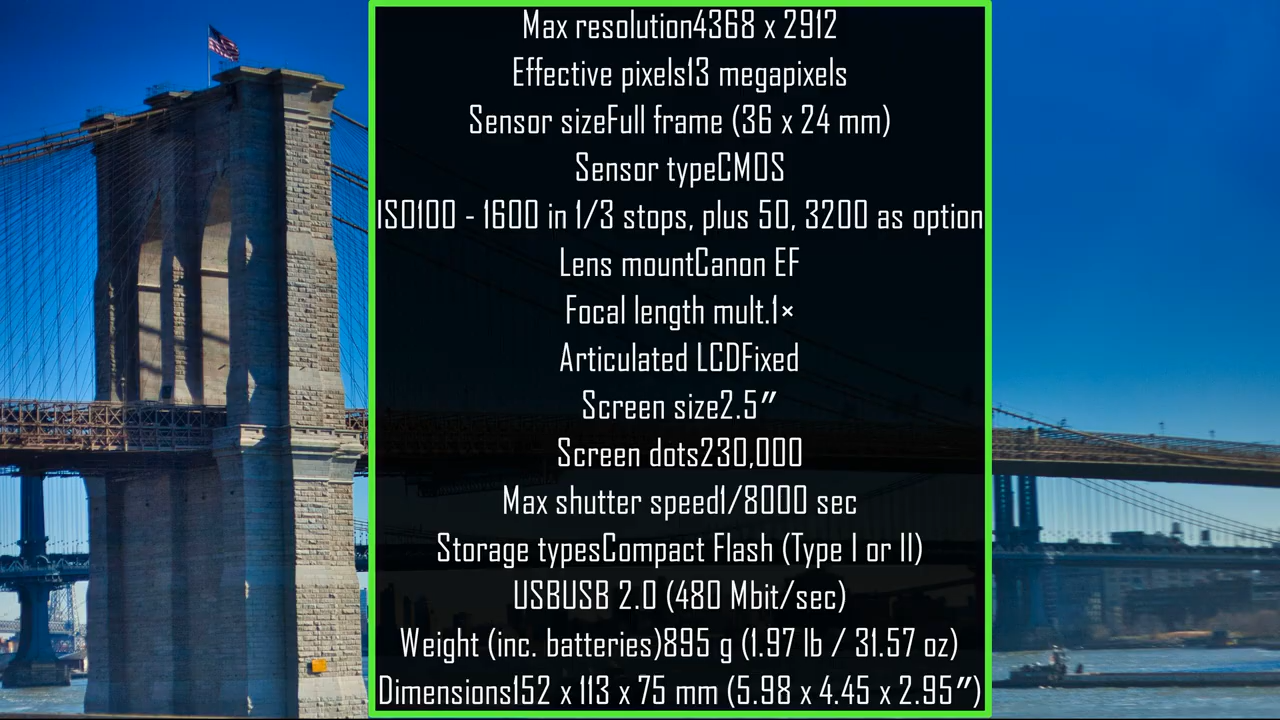 Max resolution4368 x 2912
Effective pixels13 megapixels
Sensor sizeFull frame (36 x 24 mm)
Sensor typeCMOS
ISO100 - 1600 in 1/3 stops, plus 50, 3200 as option
Lens mountCanon EF
Focal length mult.1×
Articulated LCDFixed
Screen size2.5″
Screen dots230,000
Max shutter speed1/8000 sec
Storage typesCompact Flash (Type I or II)
USBUSB 2.0 (480 Mbit/sec)
Weight (inc. batteries)895 g (1.97 lb / 31.57 oz)
Dimensions152 x 113 x 75 mm (5.98 x 4.45 x 2.95″)